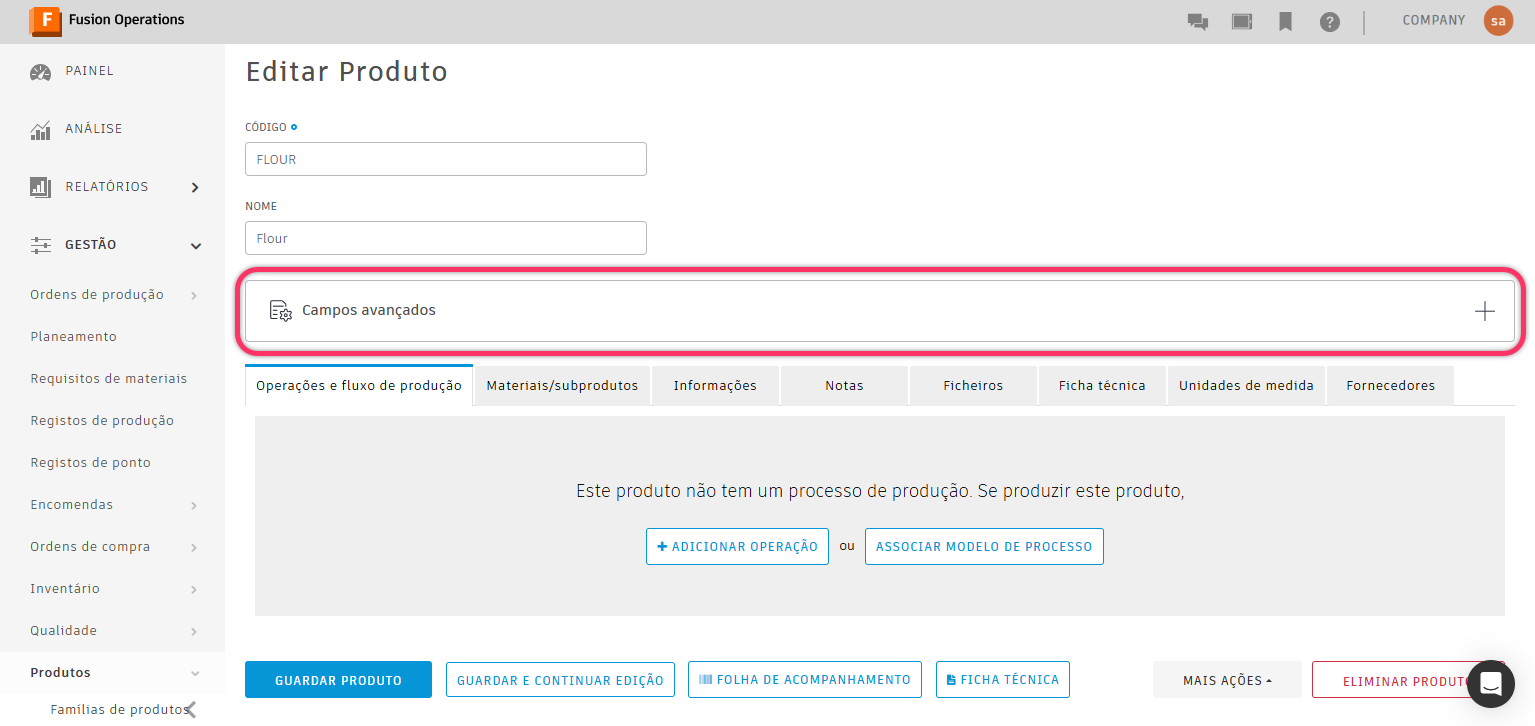 F Fusion Operations
? COMPANY sa
PAINEL
ANÁLISE
RELATÓRIOS
GESTÃO
Ordens de produção
Planeamento
Requisitos de materiais
Registos de produção
Registos de ponto
Encomendas
Ordens de compra
Inventário
Qualidade
Produtos
Famílias de produtos
Editar Produto
CÓDIGO
FLOUR
NOME
Flour
Campos avançados
Operações e fluxo de produção Materiais/subprodutos Informações Notas Ficheiros Ficha técnica Unidades de medida Fornecedores
Este produto não tem um processo de produção. Se produzir este produto,
+ ADICIONAR OPERAÇÃO ou ASSOCIAR MODELO DE PROCESSO
GUARDAR PRODUTO GUARDAR E CONTINUAR EDIÇÃO FOLHA DE ACOMPANHAMENTO FICHA TÉCNICA MAIS AÇÕES ELIMINAR PRODUTO